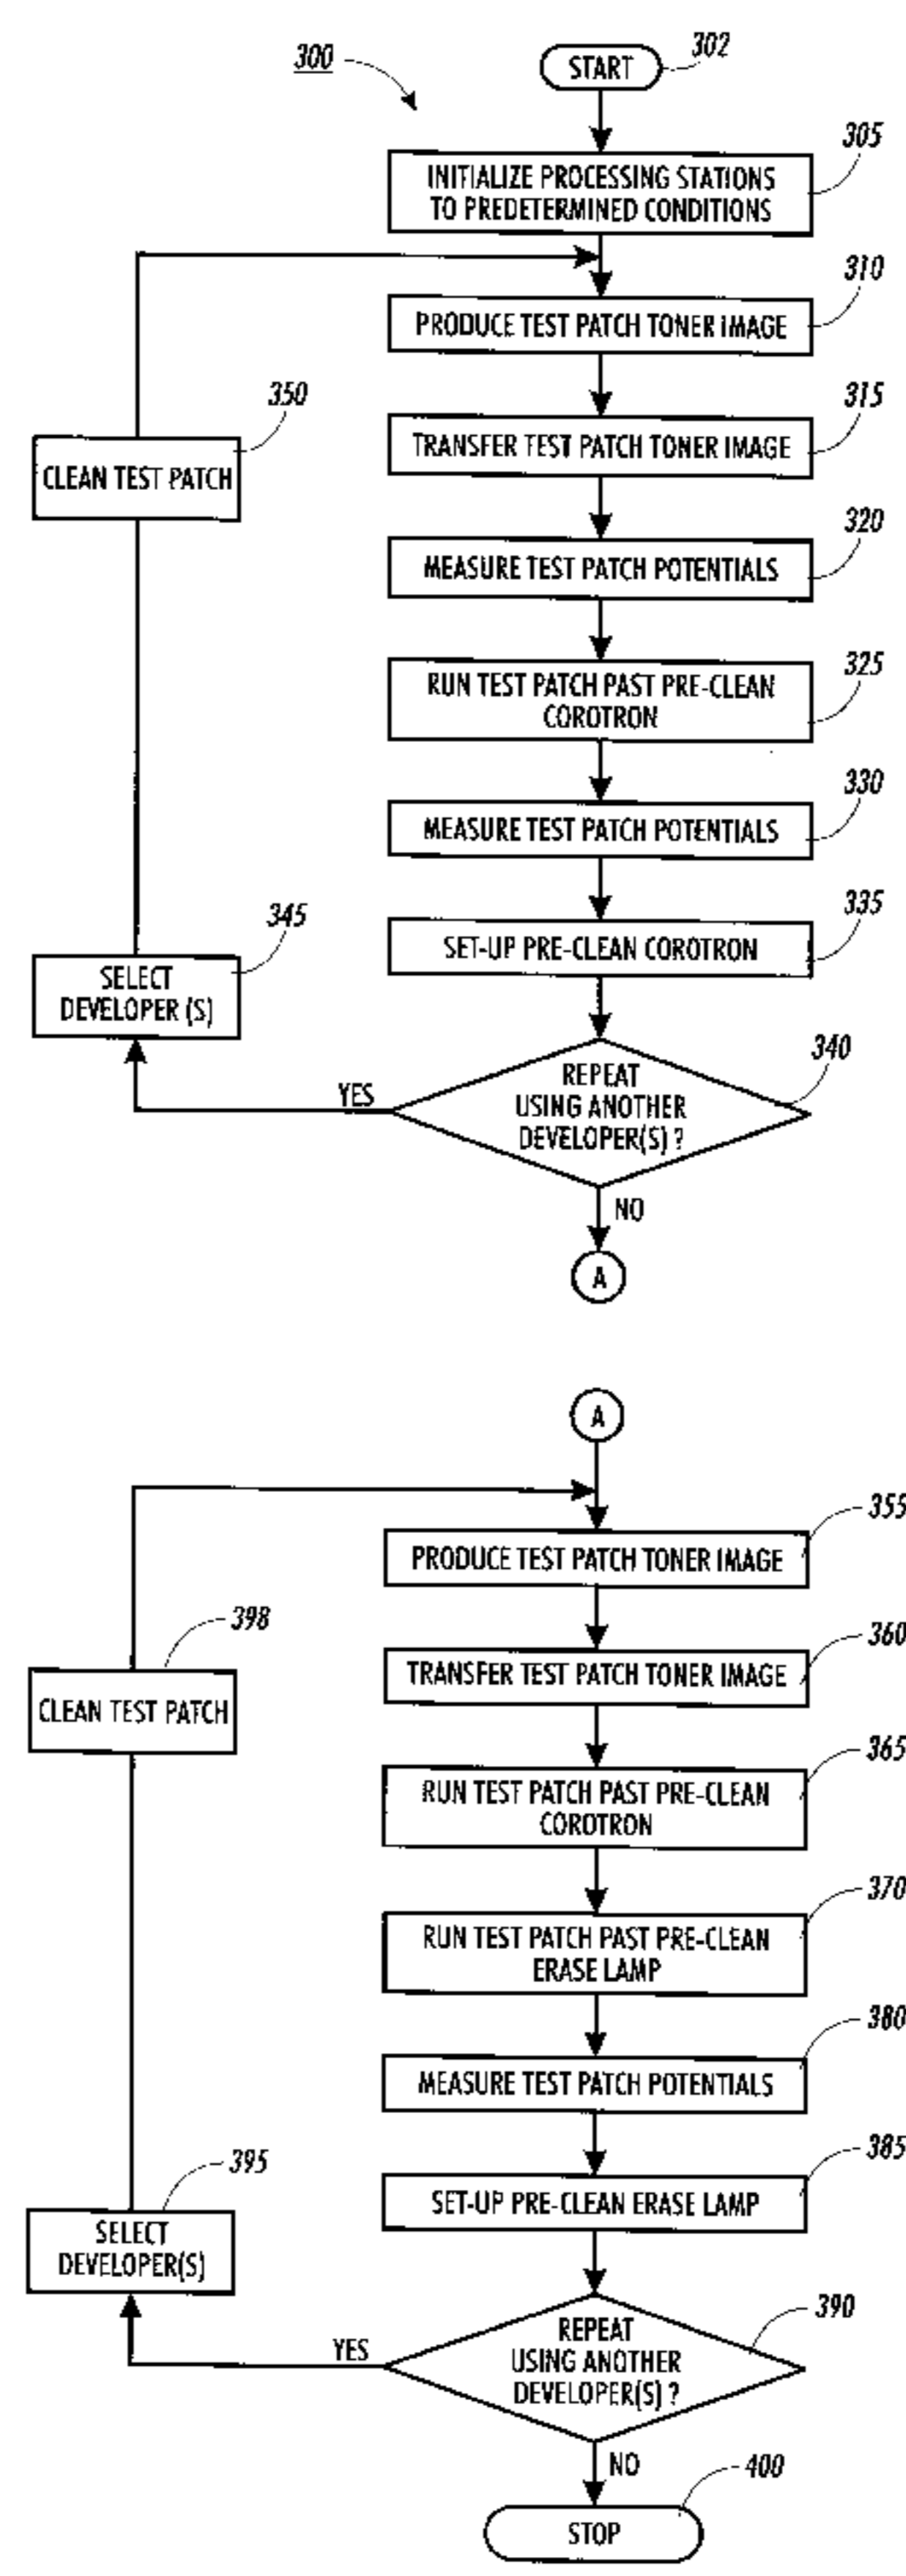 300
START
302
305
INITIALIZE PROCESSING STATIONS
TO PREDETERMINED CONDITIONS
310
PRODUCE TEST PATCH TONER IMAGE
315
TRANSFER TEST PATCH TONER IMAGE
350
CLEAN TEST PATCH
320
MEASURE TEST PATCH POTENTIALS
325
RUN TEST PATCH PAST PRE-CLEAN
COROTRON
330
MEASURE TEST PATCH POTENTIALS
335
SET-UP PRE-CLEAN COROTRON
345
SELECT
DEVELOPER (S)
340
REPEAT
USING ANOTHER
DEVELOPER(S) ?
YES
NO
A
A
355
PRODUCE TEST PATCH TONER IMAGE
398
CLEAN TEST PATCH
360
TRANSFER TEST PATCH TONER IMAGE
365
RUN TEST PATCH PAST PRE-CLEAN
COROTRON
370
RUN TEST PATCH PAST PRE-CLEAN
ERASE LAMP
380
MEASURE TEST PATCH POTENTIALS
385
SET-UP PRE-CLEAN ERASE LAMP
395
SELECT
DEVELOPER(S)
390
REPEAT
USING ANOTHER
DEVELOPER(S) ?
YES
NO
400
STOP